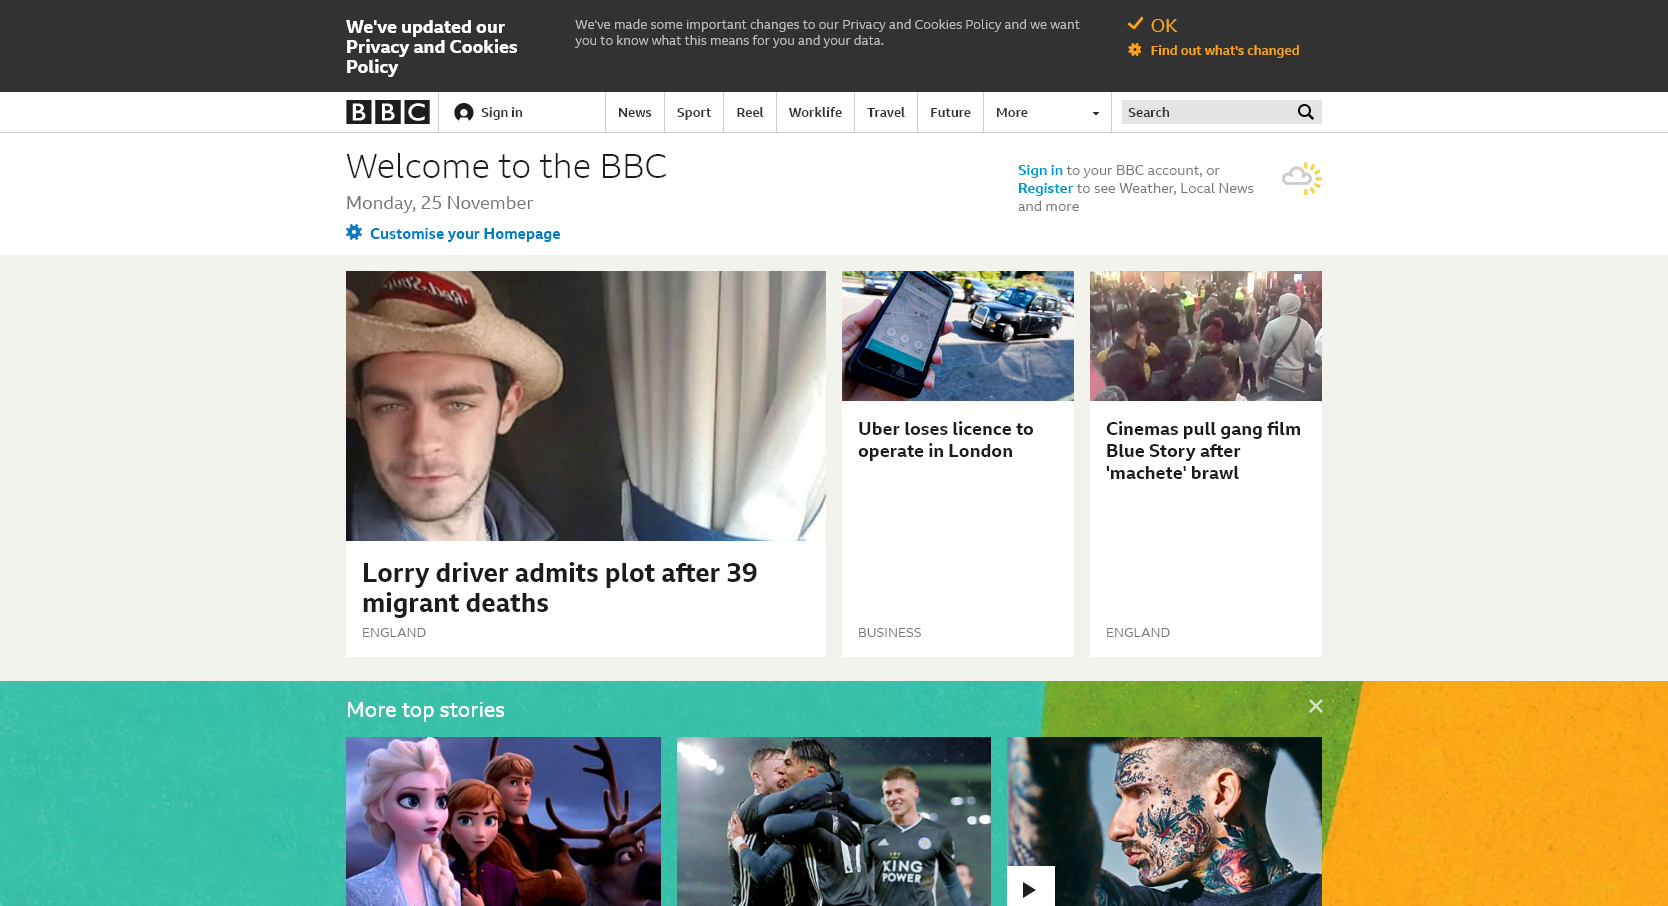 We've updated our
Privacy and Cookies
Policy
We've made some important changes to our Privacy and Cookies Policy and we want
you to know what this means for you and your data.
OK
Find out what's changed
BBC
Sign in
News
Sport
Reel
Worklife
Travel
Future
More
Search
Welcome to the BBC
Monday, 25 November
Customise your Homepage
Sign in to your BBC account, or
Register to see Weather, Local News
and more
Lorry driver admits plot after 39
migrant deaths
ENGLAND
Uber loses licence to
operate in London
BUSINESS
Cinemas pull gang film
Blue Story after
'machete' brawl
ENGLAND
More top stories
KING
POWER